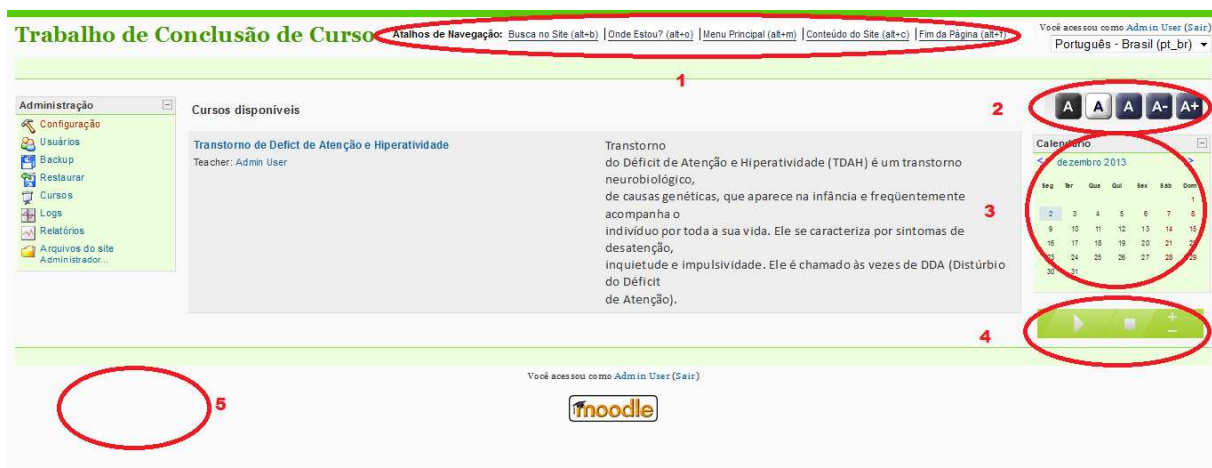 Trabalho de Conclusão de Curso
Atalhos de Navegação: Busca no Site (alt+b) | Onde Estou? (alt+o) | Menu Principal (alt+m) | Conteúdo do Site (alt+c) | Fim da Página (alt+f)
Você acessou como Admin User (Sair)
Português - Brasil (pt_br)
1
Administração
Configuração
Usuários
Backup
Restaurar
Cursos
Logs
Relatórios
Arquivos do site
Administrador...
Cursos disponíveis
Transtorno de Defict de Atenção e Hiperatividade
Teacher: Admin User
Transtorno
do Déficit de Atenção e Hiperatividade (TDAH) é um transtorno
neurobiológico,
de causas genéticas, que aparece na infância e freqüentemente
acompanha o
indivíduo por toda a sua vida. Ele se caracteriza por sintomas de
desatenção,
inquietude e impulsividade. Ele é chamado às vezes de DDA (Distúrbio
do Déficit
de Atenção).
2
A A A A- A+
Calendário
dezembro 2013
Seg Ter Qua Qui Sex Sáb Dom
1
2 3 4 5 6 7 8
9 10 11 12 13 14 15
16 17 18 19 20 21 22
23 24 25 26 27 28 29
30 31
3
4
+
-
Você acessou como Admin User (Sair)
moodle
5